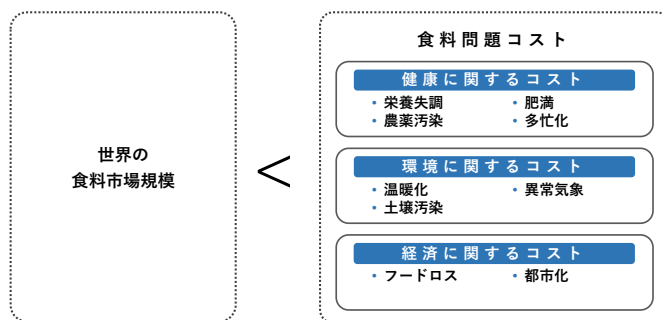 世界の
食料市場規模
<
食料問題コスト
健康に関するコスト
・栄養失調 ・肥満
・農薬汚染 ・多忙化
環境に関するコスト
・温暖化 ・異常気象
・土壌汚染
経済に関するコスト
・フードロス ・都市化